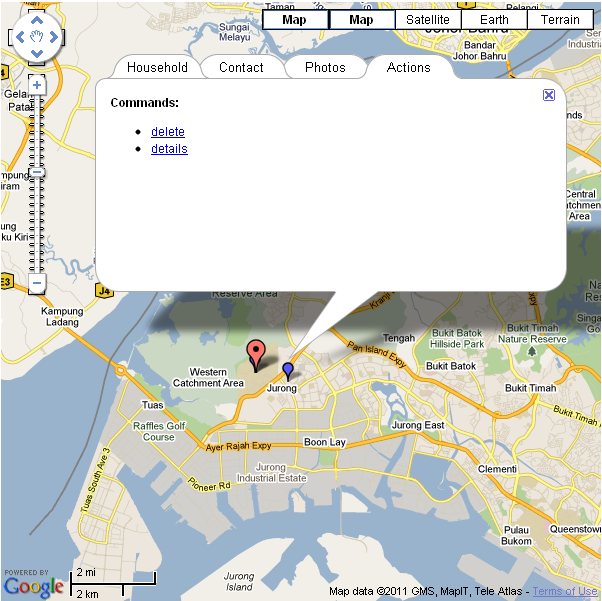 Pelangi
Johor Bahru
Map
Map
Satellite
Earth
Terrain
Sungai
Melayu
Bandar
Johor Bahru
Household
Contact
Photos
Actions
Gelang
Patah
Commands:
delete
details
Central
Catchment
Area
ku Kiri
E3
J4
Reserve Area
Kranji
Kampung
Ladang
Tengah
Bukit Batok
Hillside Park
Bukit Timah
Nature Reserve
Pan Island Expy
Western
Catchment Area
Bukit Batok
Jurong
Bukit Timah
Tuas
Raffles Golf
Course
Jurong East
Bukit Timah
Ayer Rajah Expy
Boon Lay
Tuas South Ave 3
Jurong
Industrial Estate
Clementi
Pioneer Rd
Pulau
Bukom
Queenstown
POWERED BY
Google
2 mi
2 km
Jurong
Island
Map data ©2011 GMS, MapIT, Tele Atlas - Terms of Use